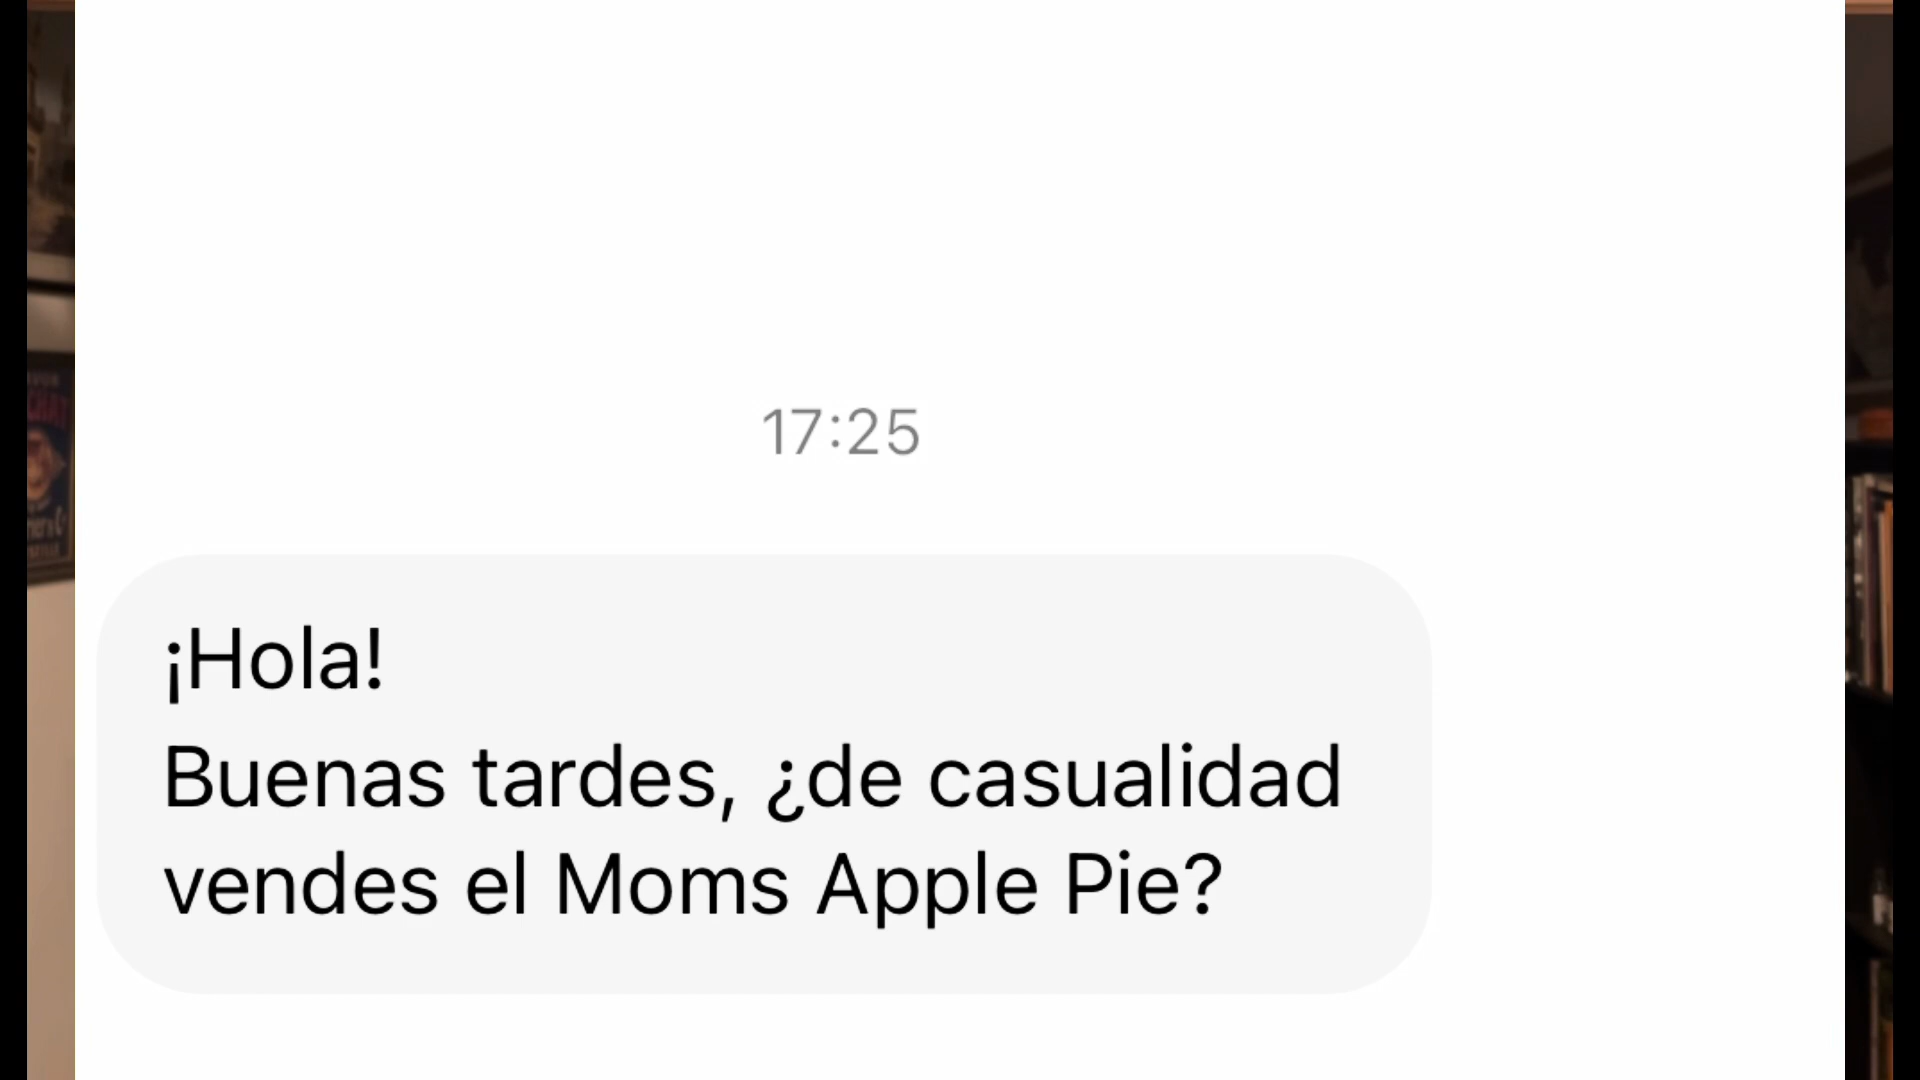 17:25
¡Hola!
Buenas tardes, ¿de casualidad
vendes el Moms Apple Pie?